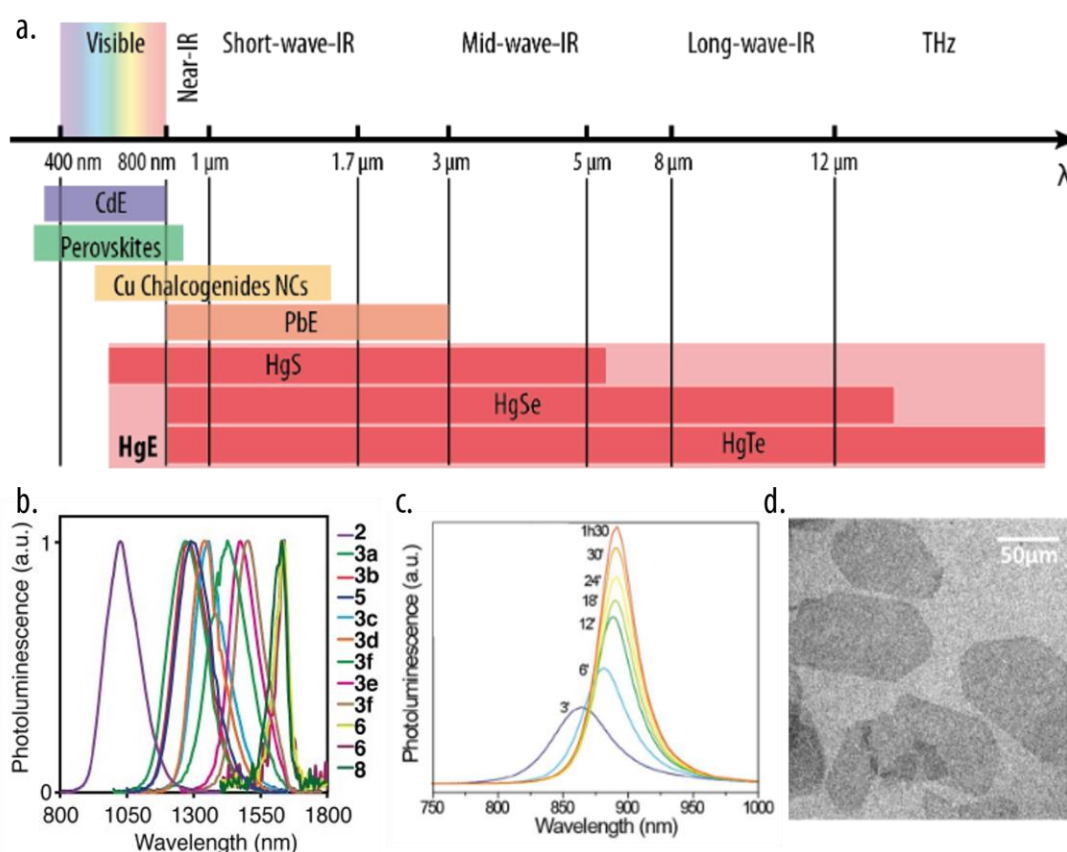 a.
Visible
Near-IR
Short-wave-IR
Mid-wave-IR
Long-wave-IR
THz
400 nm
800 nm
1 µm
1.7 µm
3 µm
5 µm
8 µm
12 µm
λ
CdE
Perovskites
Cu Chalcogenides NCs
PbE
HgS
HgSe
HgE
HgTe
b.
Photoluminescence (a.u.)
1
0
800 1050 1300 1550 1800
Wavelength (nm)
2
3a
3b
5
3c
3d
3f
3e
3f
6
6
8
c.
Photoluminescence (a.u.)
1h30
30'
24'
18'
12'
6'
3'
750 800 850 900 950 1000
Wavelength (nm)
d.
50µm